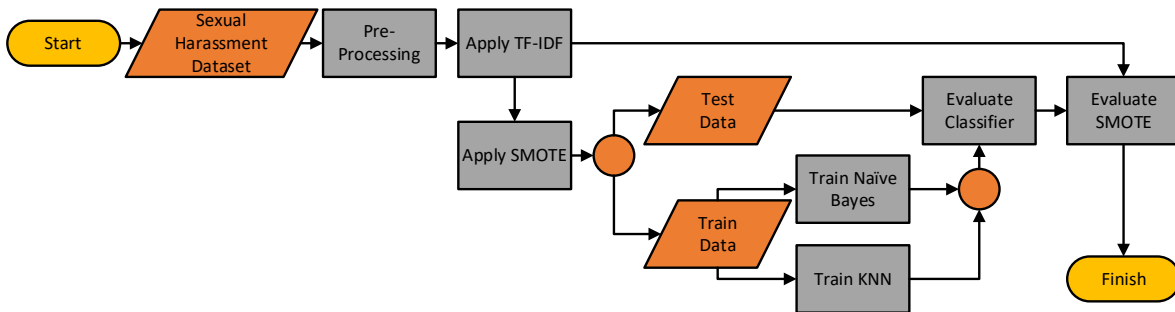 Start
Sexual
Harassment
Dataset
Pre-
Processing
Apply TF-IDF
Apply SMOTE
Test
Data
Evaluate
Classifier
Evaluate
SMOTE
Train Naïve
Bayes
Train
Data
Train KNN
Finish